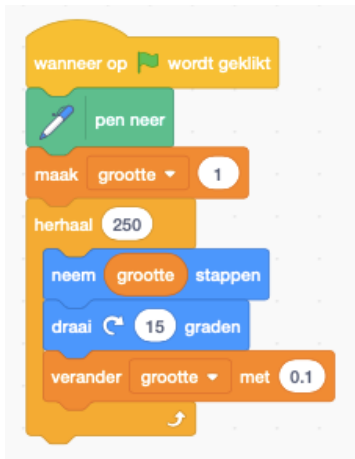 wanneer op wordt geklikt
pen neer
maak grootte 1
herhaal 250
neem grootte stappen
draai 15 graden
verander grootte met 0.1